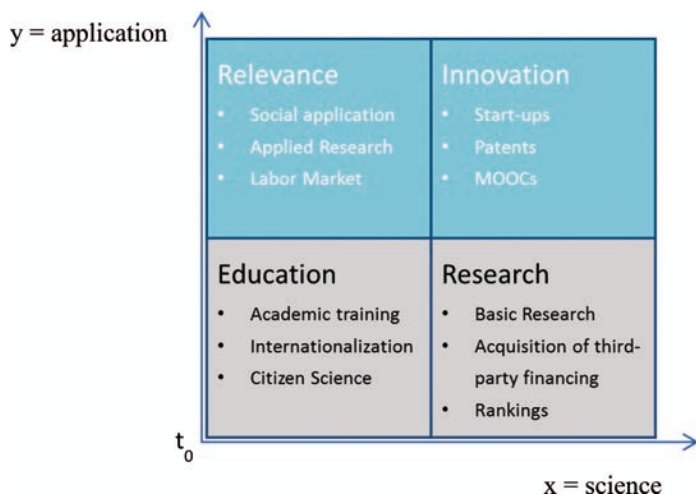 y = application
Relevance
• Social application
• Applied Research
• Labor Market
Innovation
• Start-ups
• Patents
• MOOCs
Education
• Academic training
• Internationalization
• Citizen Science
Research
• Basic Research
• Acquisition of third-
party financing
• Rankings
t0
x = science